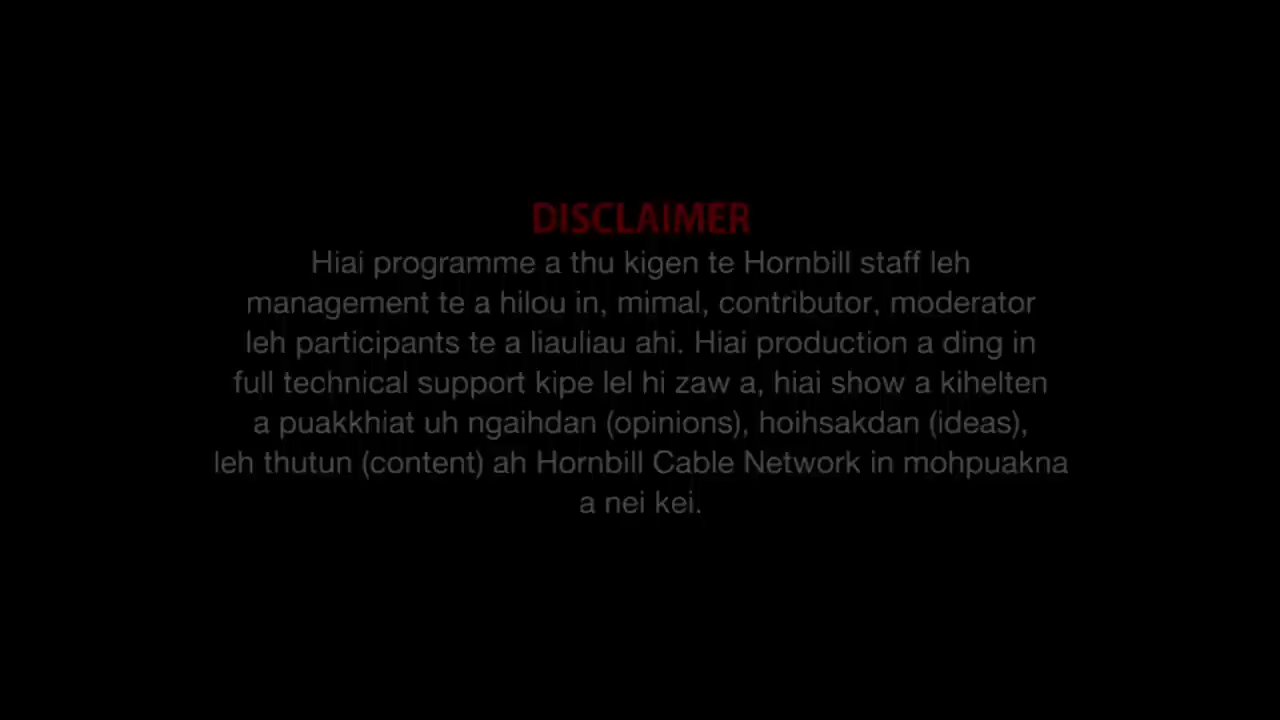 DISCLAIMER
Hiai programme a thu kigen te Hornbill staff leh
management te a hilou in, mimal, contributor, moderator
leh participants te a liauliau ahi. Hiai production a ding in
full technical support kipe lel hi zaw a, hiai show a kihelten
a puakkhiat uh ngaihdan (opinions), hoihsakdan (ideas),
leh thutun (content) ah Hornbill Cable Network in mohpuakna
a nei kei.